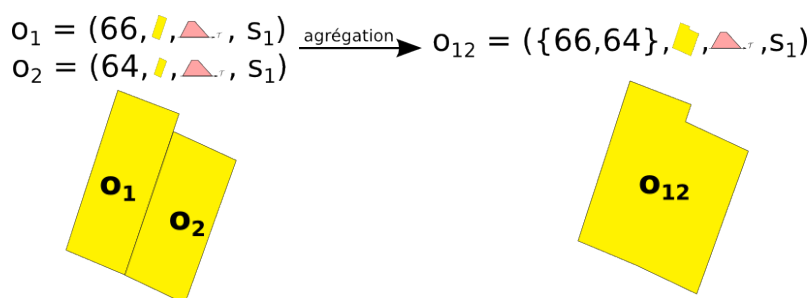 o₁ = (66, , τ, s₁)
agrégation
o₁₂ = ({66,64}, , τ ,s₁)
o₂ = (64, , τ, s₁)
o₁
o₂
o₁₂